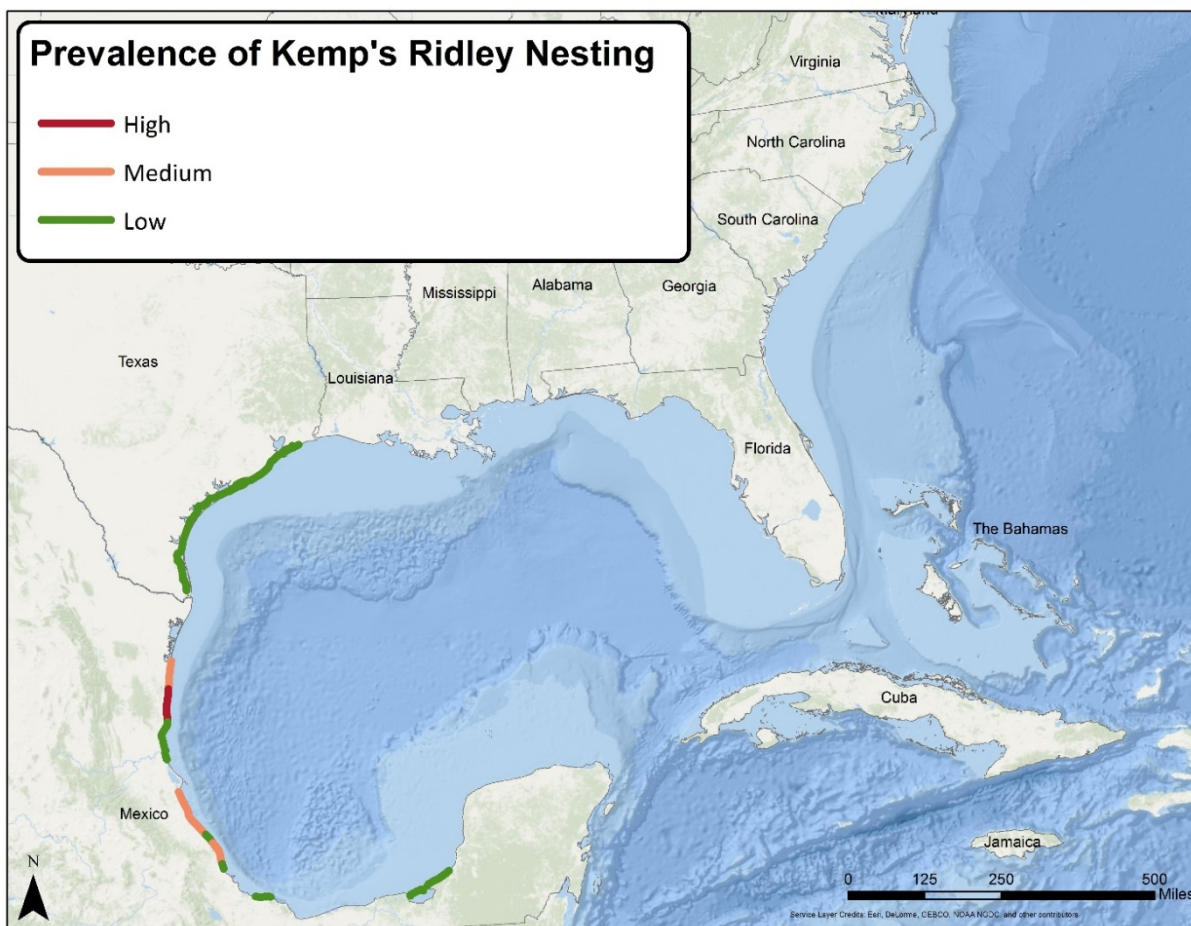 Prevalence of Kemp's Ridley Nesting
High
Medium
Low
Virginia
North Carolina
South Carolina
Mississippi
Alabama
Georgia
Texas
Louisiana
Florida
The Bahamas
Cuba
Mexico
Jamaica
N
0 125 250 500
Miles
Service Layer Credits: Esri, DeLorme, GEBCO, NOAA NGDC, and other contributors